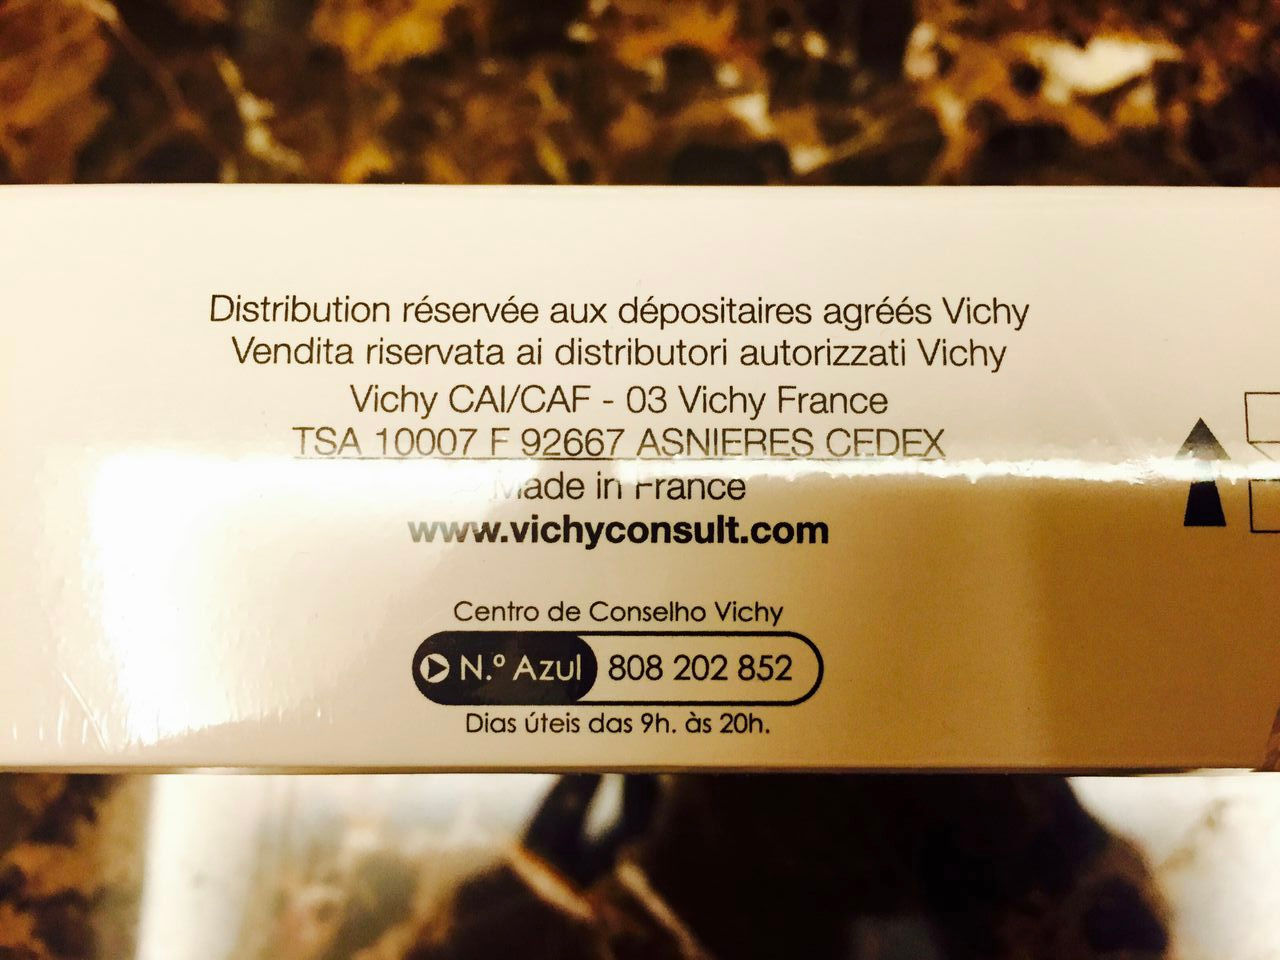 Distribution réservée aux dépositaires agréés Vichy
Vendita riservata ai distributori autorizzati Vichy
Vichy CAI/CAF - 03 Vichy France
TSA 10007 F 92667 ASNIERES CEDEX
Made in France
www.vichyconsult.com
Centro de Conselho Vichy
N.º Azul 808 202 852
Dias úteis das 9h. às 20h.